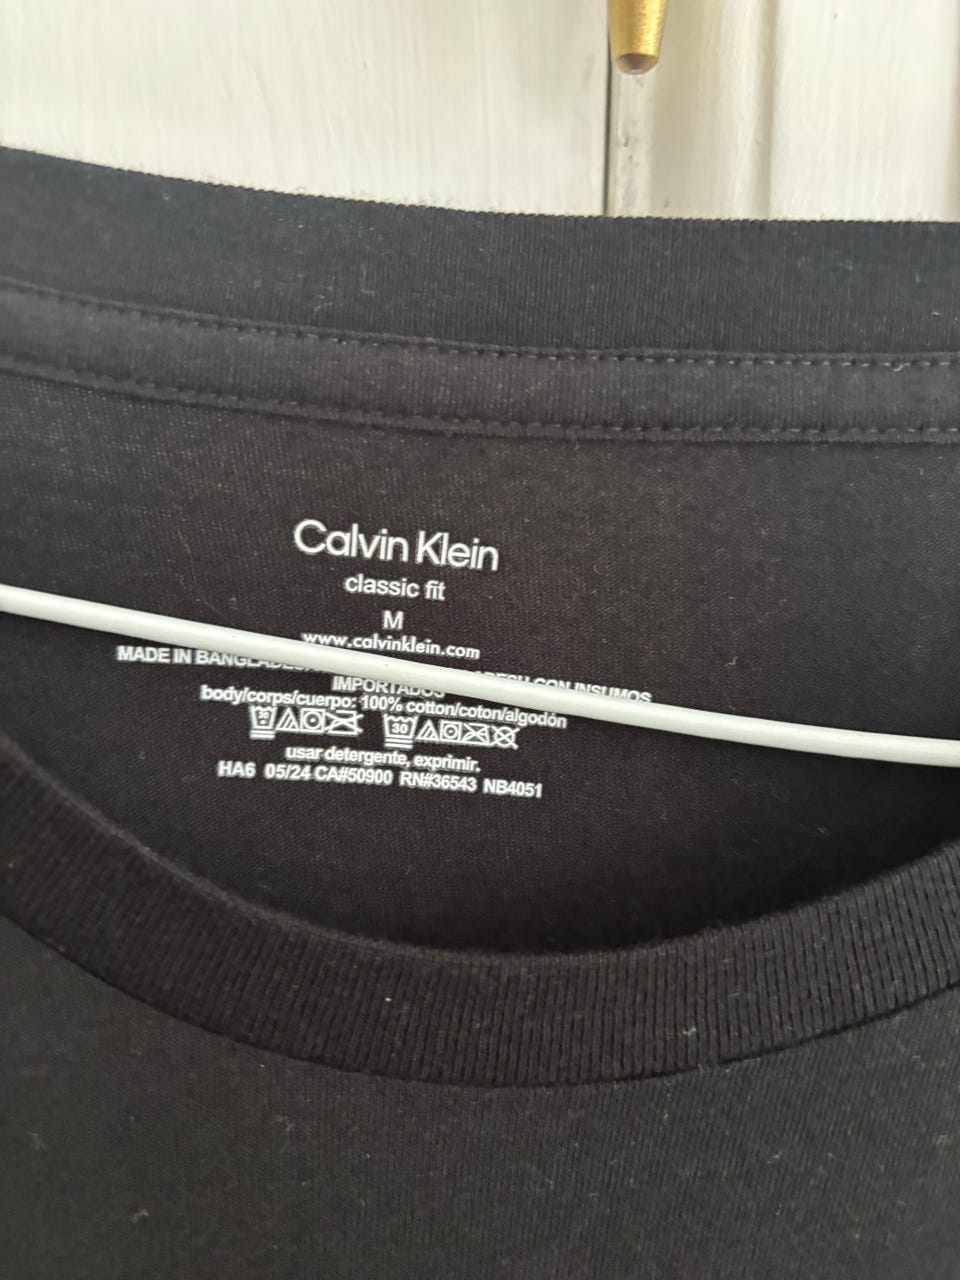 Calvin Klein
classic fit
M
www.calvinklein.com
MADE IN CON INSUMOS
IMPORTADOS
body/corps/cuerpo: 100% cotton/coton/algodón
30
usar detergente, exprimir.
HA6 05/24 CA#50900 RN#36543 NB4051